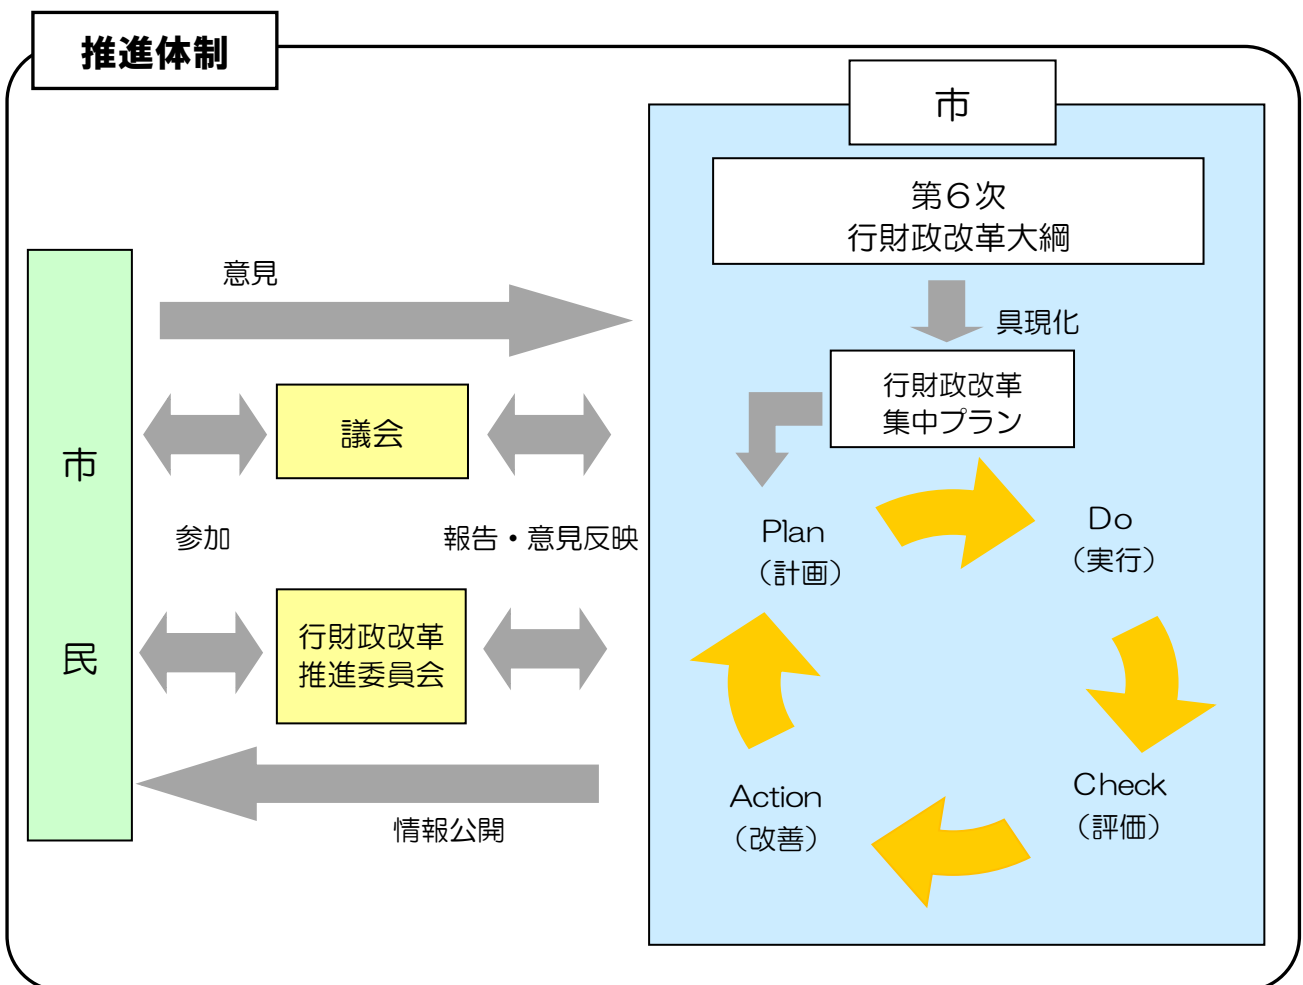 推進体制
市
第６次
行財政改革大綱
具現化
行財政改革
集中プラン
意見
市
民
議会
参加
報告・意見反映
行財政改革
推進委員会
情報公開
Plan
（計画）
Do
（実行）
Check
（評価）
Action
（改善）